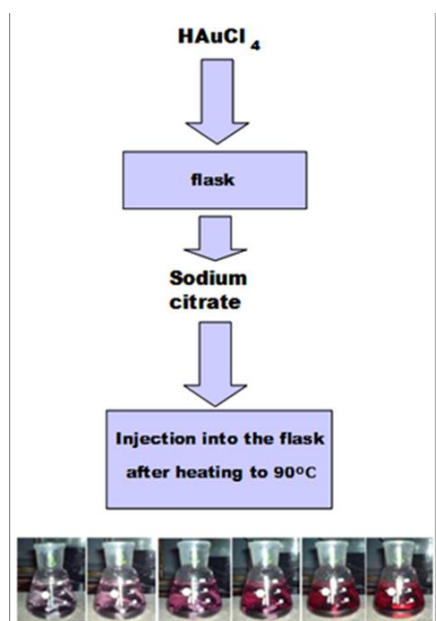 HAuCl4
flask
Sodium
citrate
Injection into the flask
after heating to 90ºC